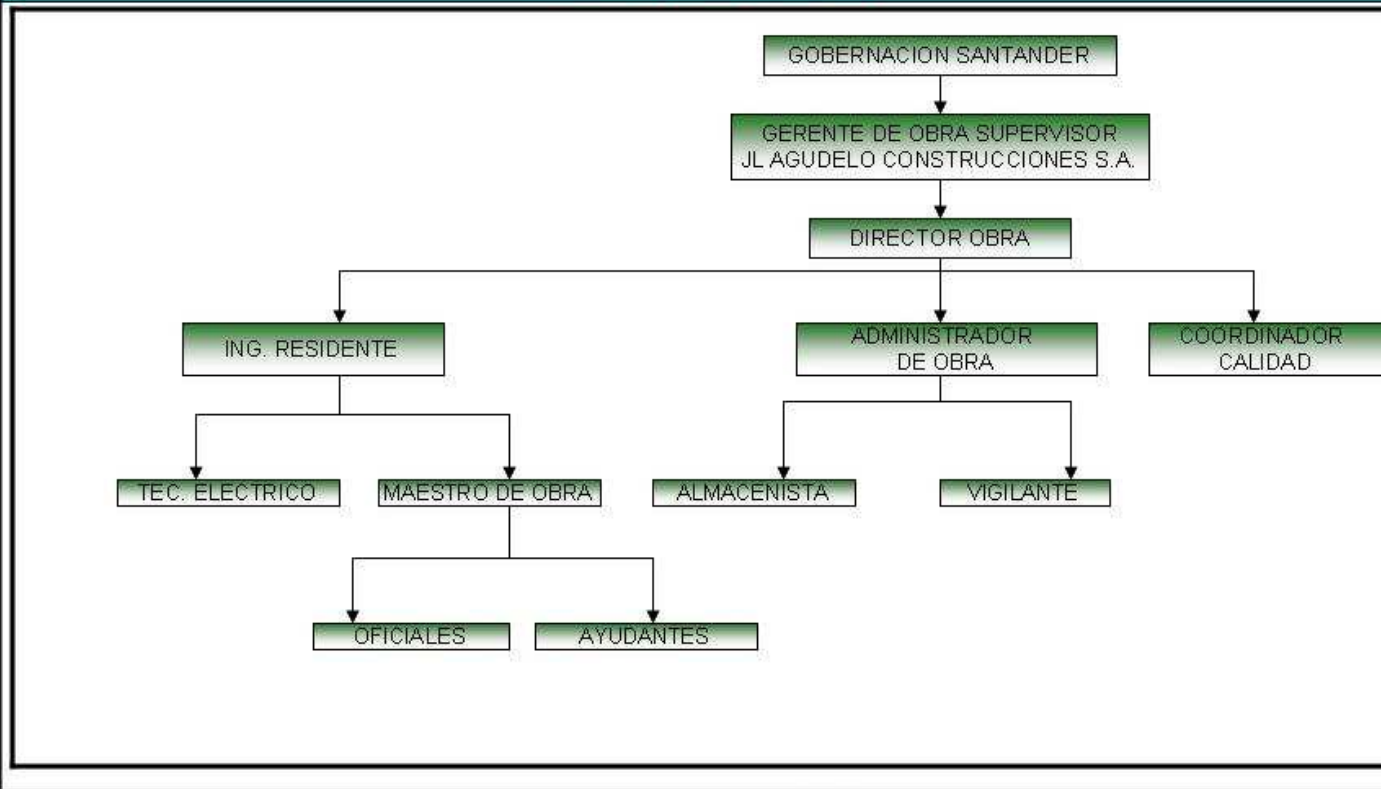 GOBERNACION SANTANDER
GERENTE DE OBRA SUPERVISOR
JL AGUDELO CONSTRUCCIONES S.A.
DIRECTOR OBRA
ING. RESIDENTE
ADMINISTRADOR
DE OBRA
COORDINADOR
CALIDAD
TEC. ELECTRICO
MAESTRO DE OBRA
ALMACENISTA
VIGILANTE
OFICIALES
AYUDANTES